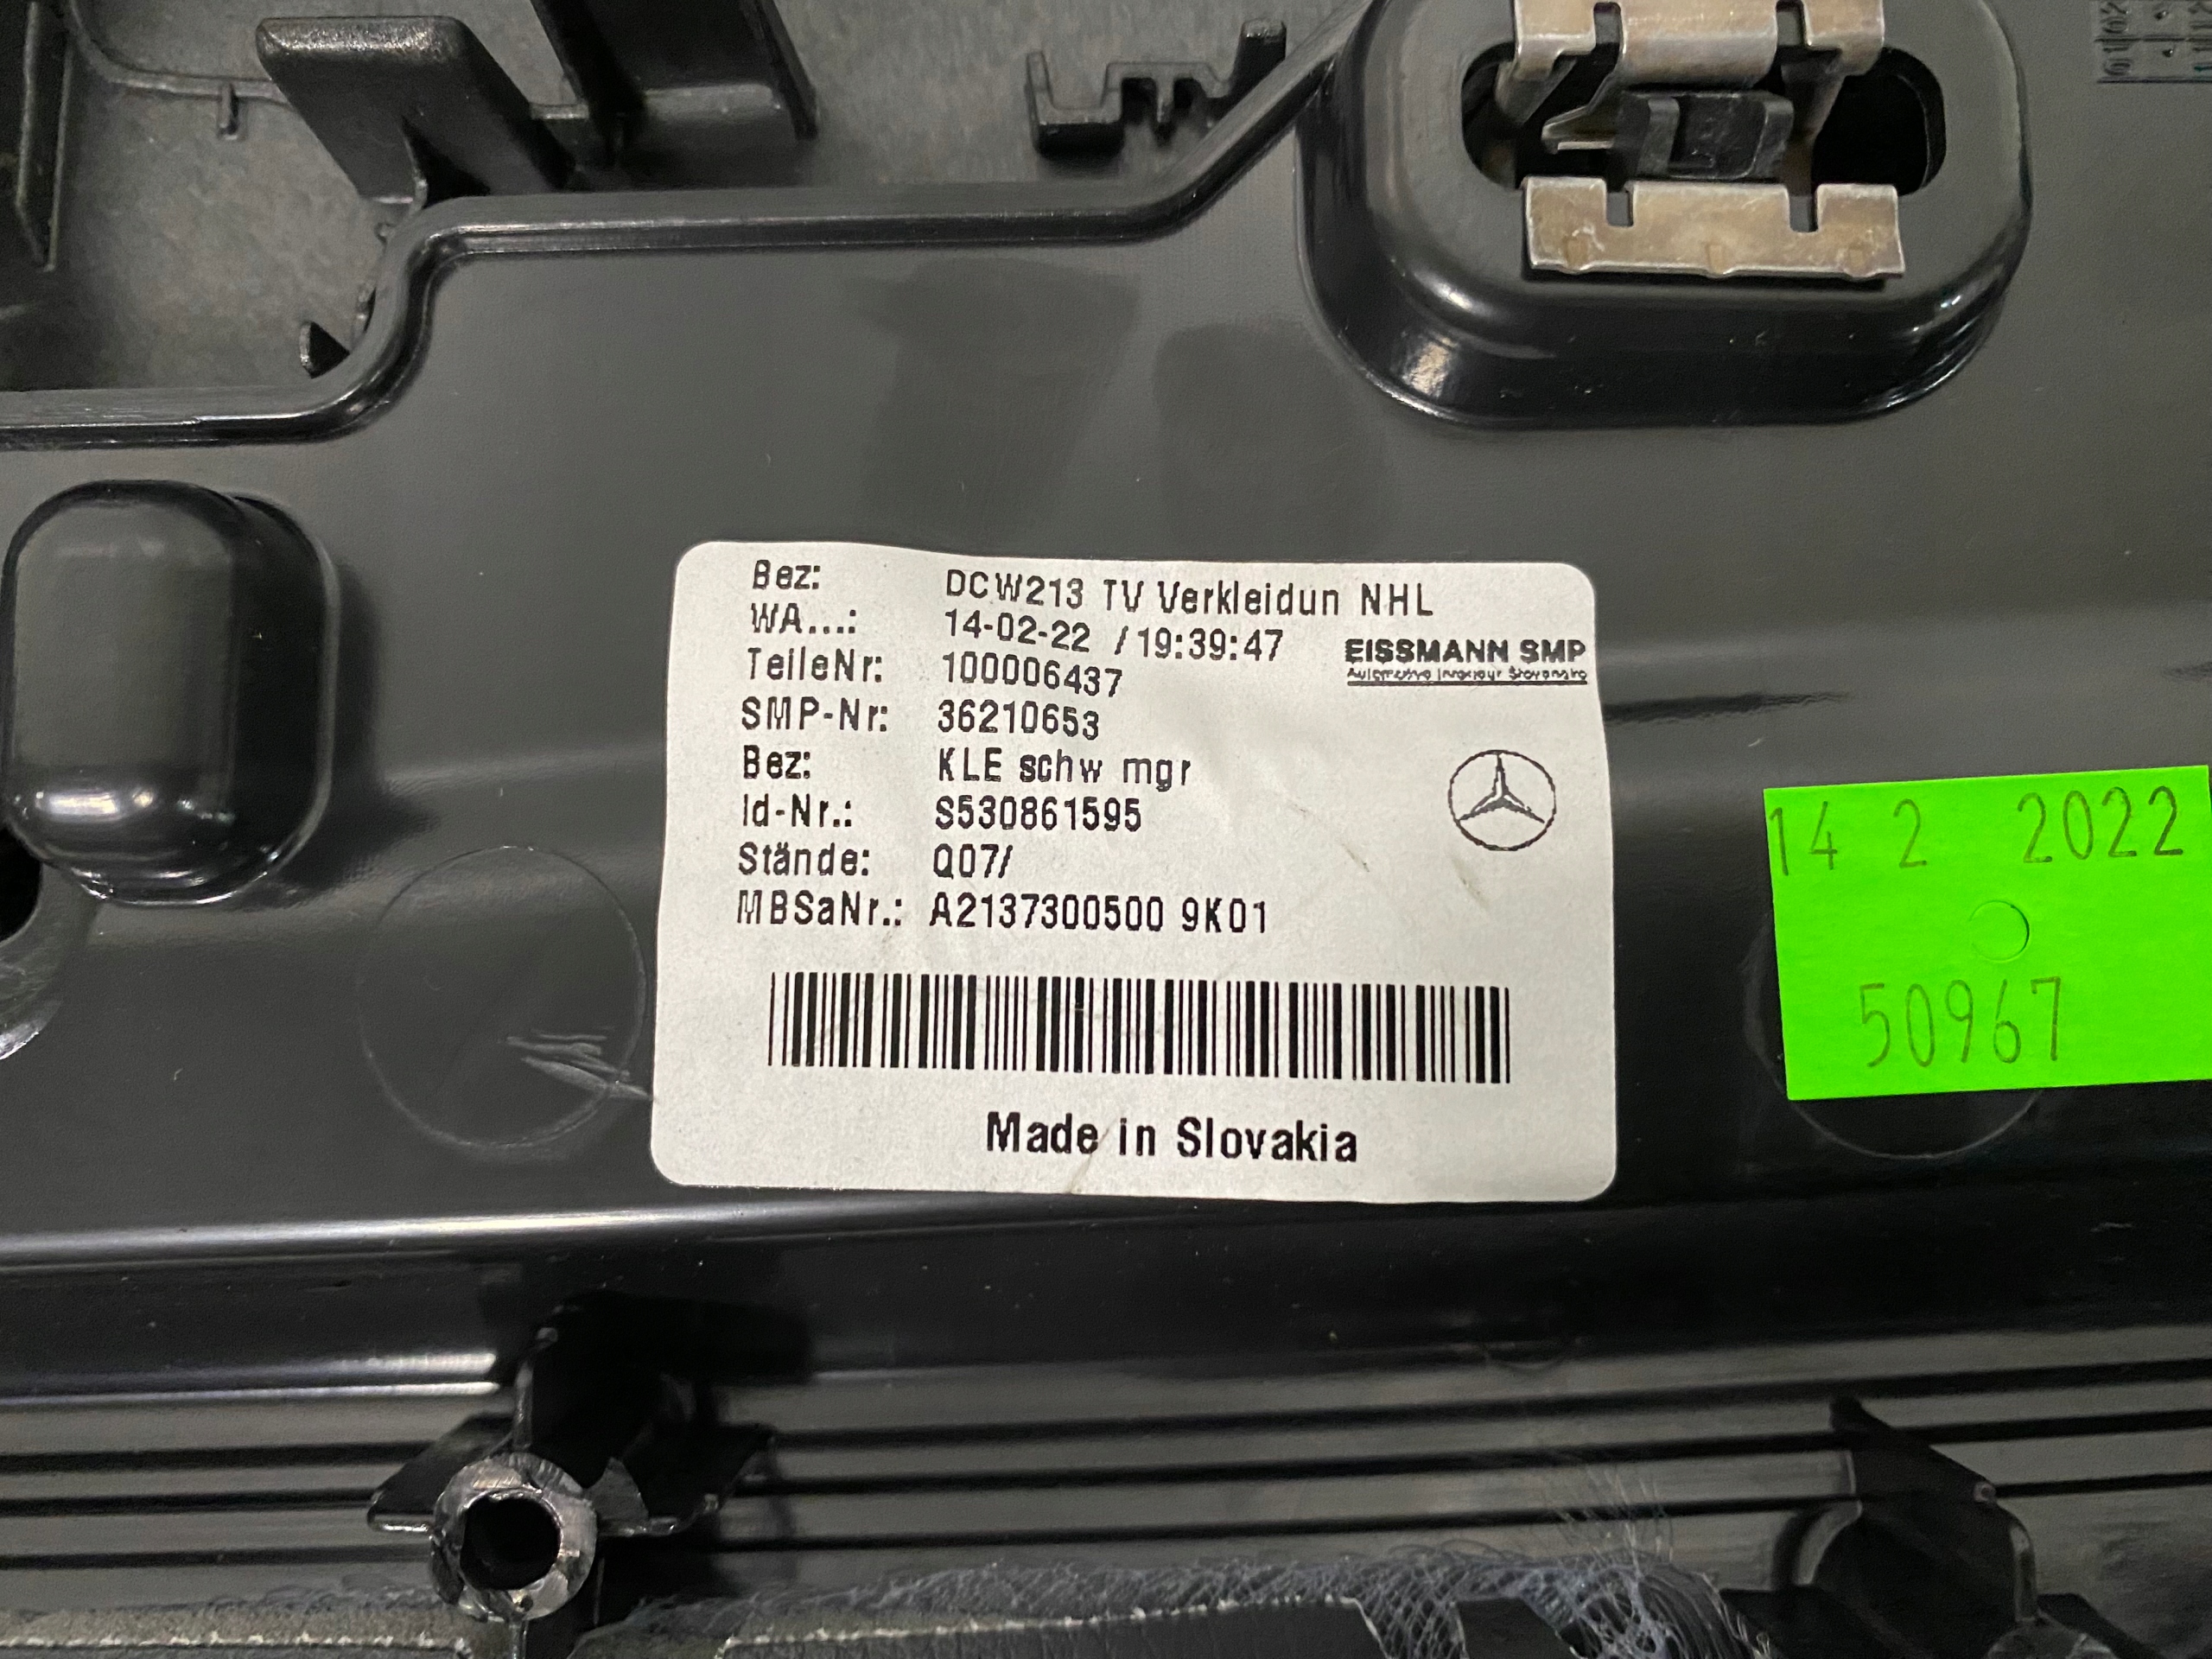 Bez: DCW213 TV Verkleidun NHL
WA...: 14-02-22 /19:39:47
EISSMANN SMP
TeileNr: 100006437
SMP-Nr: 36210653
Bez: KLE schw mgr
Id-Nr.: S530861595
Stände: Q07/
MBSaNr.: A2137300500 9K01
Made in Slovakia
14 2 2022
50967